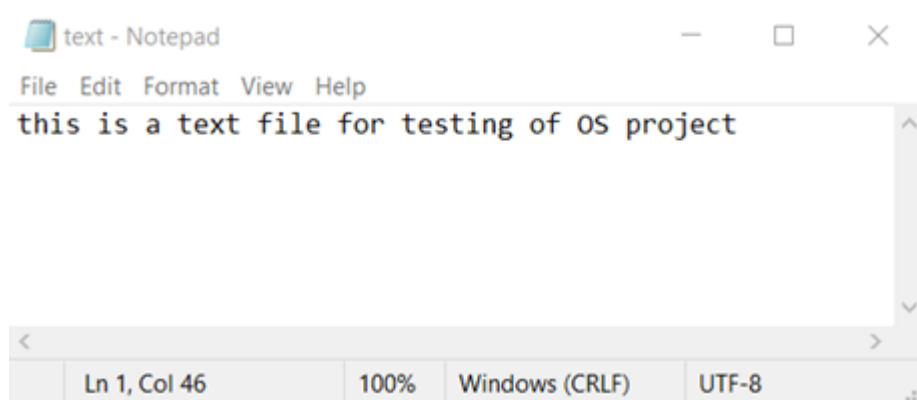 text - Notepad
File Edit Format View Help
this is a text file for testing of OS project
Ln 1, Col 46 100% Windows (CRLF) UTF-8